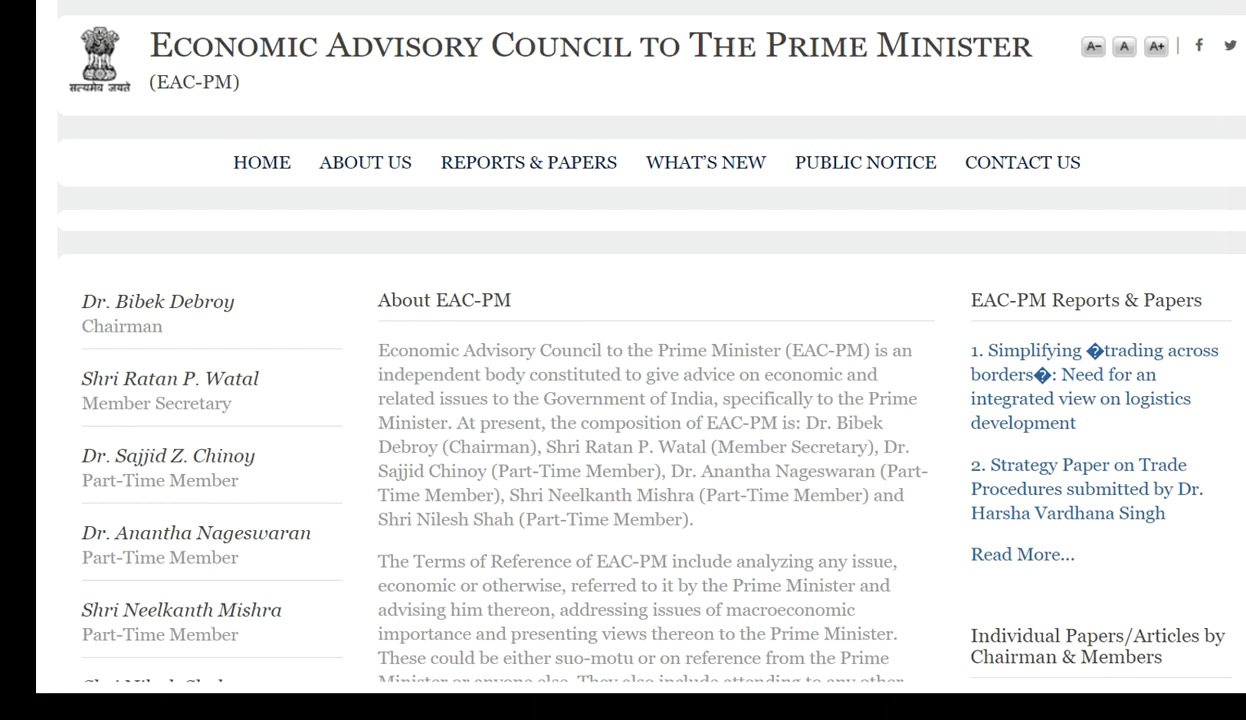 ECONOMIC ADVISORY COUNCIL TO THE PRIME MINISTER
(EAC-PM)
सत्यमेव जयते
A- A A+
HOME ABOUT US REPORTS & PAPERS WHAT'S NEW PUBLIC NOTICE CONTACT US
Dr. Bibek Debroy
Chairman
Shri Ratan P. Watal
Member Secretary
Dr. Sajjid Z. Chinoy
Part-Time Member
Dr. Anantha Nageswaran
Part-Time Member
Shri Neelkanth Mishra
Part-Time Member
About EAC-PM
Economic Advisory Council to the Prime Minister (EAC-PM) is an
independent body constituted to give advice on economic and
related issues to the Government of India, specifically to the Prime
Minister. At present, the composition of EAC-PM is: Dr. Bibek
Debroy (Chairman), Shri Ratan P. Watal (Member Secretary), Dr.
Sajjid Chinoy (Part-Time Member), Dr. Anantha Nageswaran (Part-
Time Member), Shri Neelkanth Mishra (Part-Time Member) and
Shri Nilesh Shah (Part-Time Member).
The Terms of Reference of EAC-PM include analyzing any issue,
economic or otherwise, referred to it by the Prime Minister and
advising him thereon, addressing issues of macroeconomic
importance and presenting views thereon to the Prime Minister.
These could be either suo-motu or on reference from the Prime
Minister or anyone else. They also include attending to any other
EAC-PM Reports & Papers
1. Simplifying �trading across
borders�: Need for an
integrated view on logistics
development
2. Strategy Paper on Trade
Procedures submitted by Dr.
Harsha Vardhana Singh
Read More...
Individual Papers/Articles by
Chairman & Members